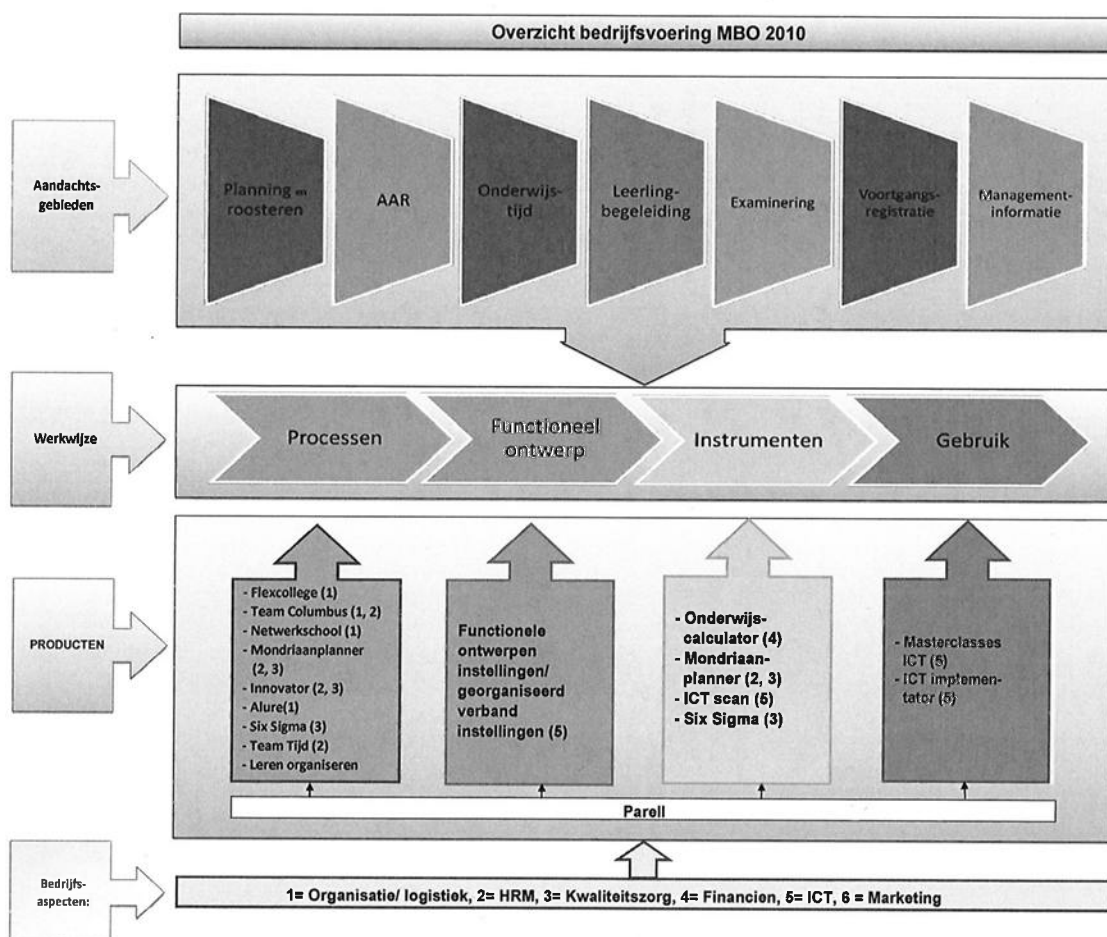 Overzicht bedrijfsvoering MBO 2010
Aandachts-
gebieden
Planning en
roosteren
AAR
Onderwijs-
tijd
Leerling-
begeleiding
Examinering
Voortgangs-
registratie
Management-
informatie
Werkwijze
Processen
Functioneel
ontwerp
Instrumenten
Gebruik
PRODUCTEN
- Flexcollege (1)
- Team Columbus (1, 2)
- Netwerkschool (1)
- Mondriaanplanner
(2, 3)
- Innovator (2, 3)
- Alure(1)
- Six Sigma (3)
- Team Tijd (2)
- Leren organiseren
Functionele
ontwerpen
instellingen/
georganiseerd
verband
instellingen (5)
- Onderwijs-
calculator (4)
- Mondriaan-
planner (2, 3)
- ICT scan (5)
- Six Sigma (3)
- Masterclasses
ICT (5)
- ICT implemen-
tator (5)
Parell
Bedrijfs-
aspecten:
1= Organisatie/ logistiek, 2= HRM, 3= Kwaliteitszorg, 4= Financien, 5= ICT, 6 = Marketing